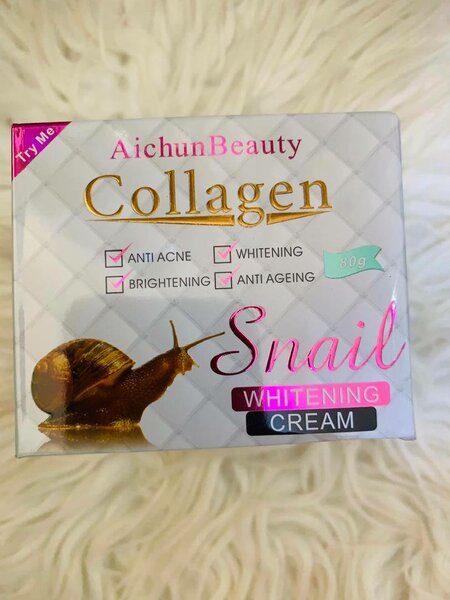 Try Me
AichunBeauty
Collagen
ANTI ACNE WHITENING
BRIGHTENING ANTI AGEING
80g
Snail
WHITENING
CREAM